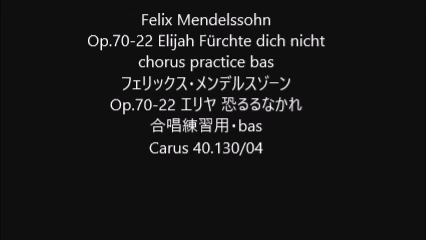 Felix Mendelssohn
Op.70-22 Elijah Fürchte dich nicht
chorus practice bas
フェリックス・メンデルスゾーン
Op.70-22 エリヤ 恐るるなかれ
合唱練習用・bas
Carus 40.130/04